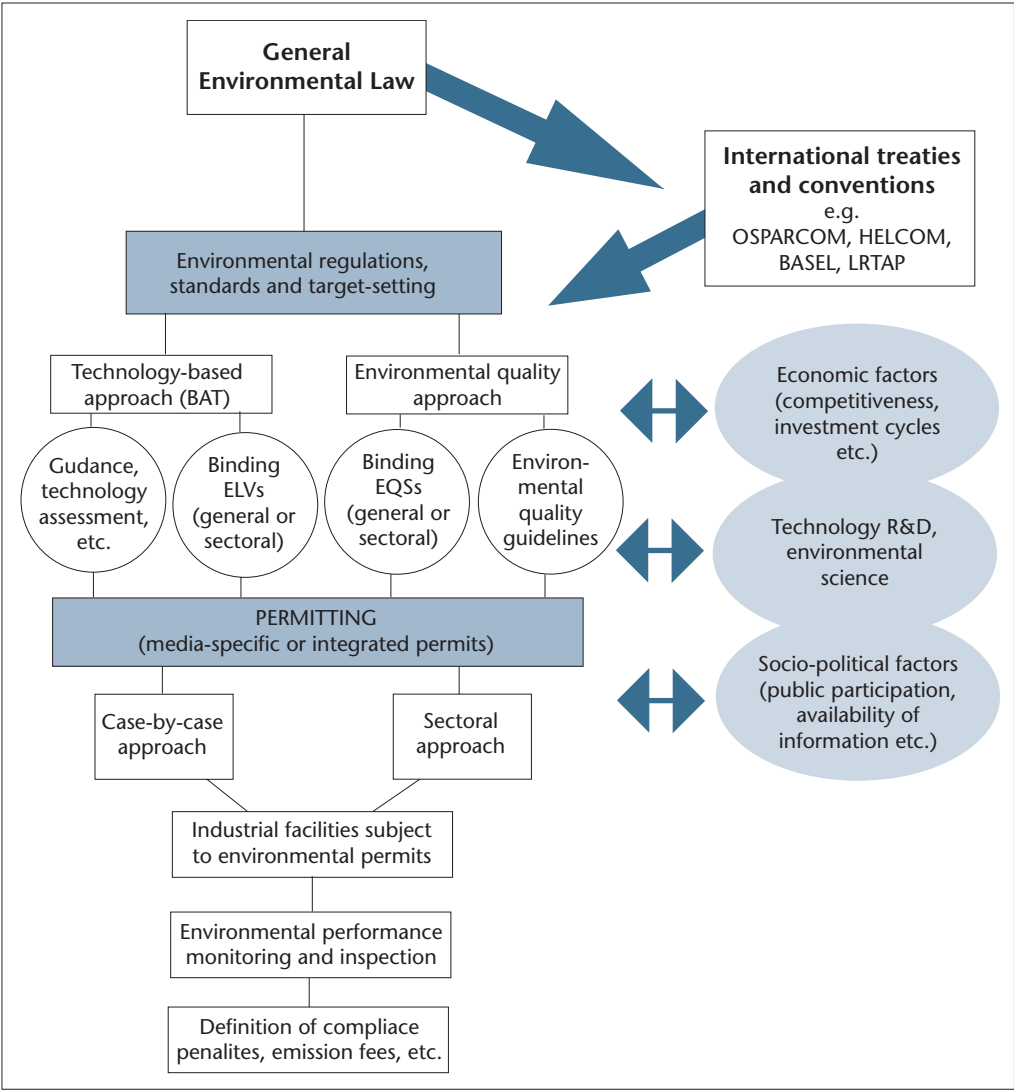 General
Environmental Law
International treaties
and conventions
e.g.
OSPARCOM, HELCOM,
BASEL, LRTAP
Environmental regulations,
standards and target-setting
Technology-based
approach (BAT)
Environmental quality
approach
Economic factors
(competitiveness,
investment cycles
etc.)
Gudance,
technology
assessment,
etc.
Binding
ELVs
(general or
sectoral)
Binding
EQSs
(general or
sectoral)
Environ-
mental
quality
guidelines
Technology R&D,
environmental
science
PERMITTING
(media-specific or integrated permits)
Socio-political factors
(public participation,
availability of
information etc.)
Case-by-case
approach
Sectoral
approach
Industrial facilities subject
to environmental permits
Environmental performance
monitoring and inspection
Definition of compliace
penalites, emission fees, etc.